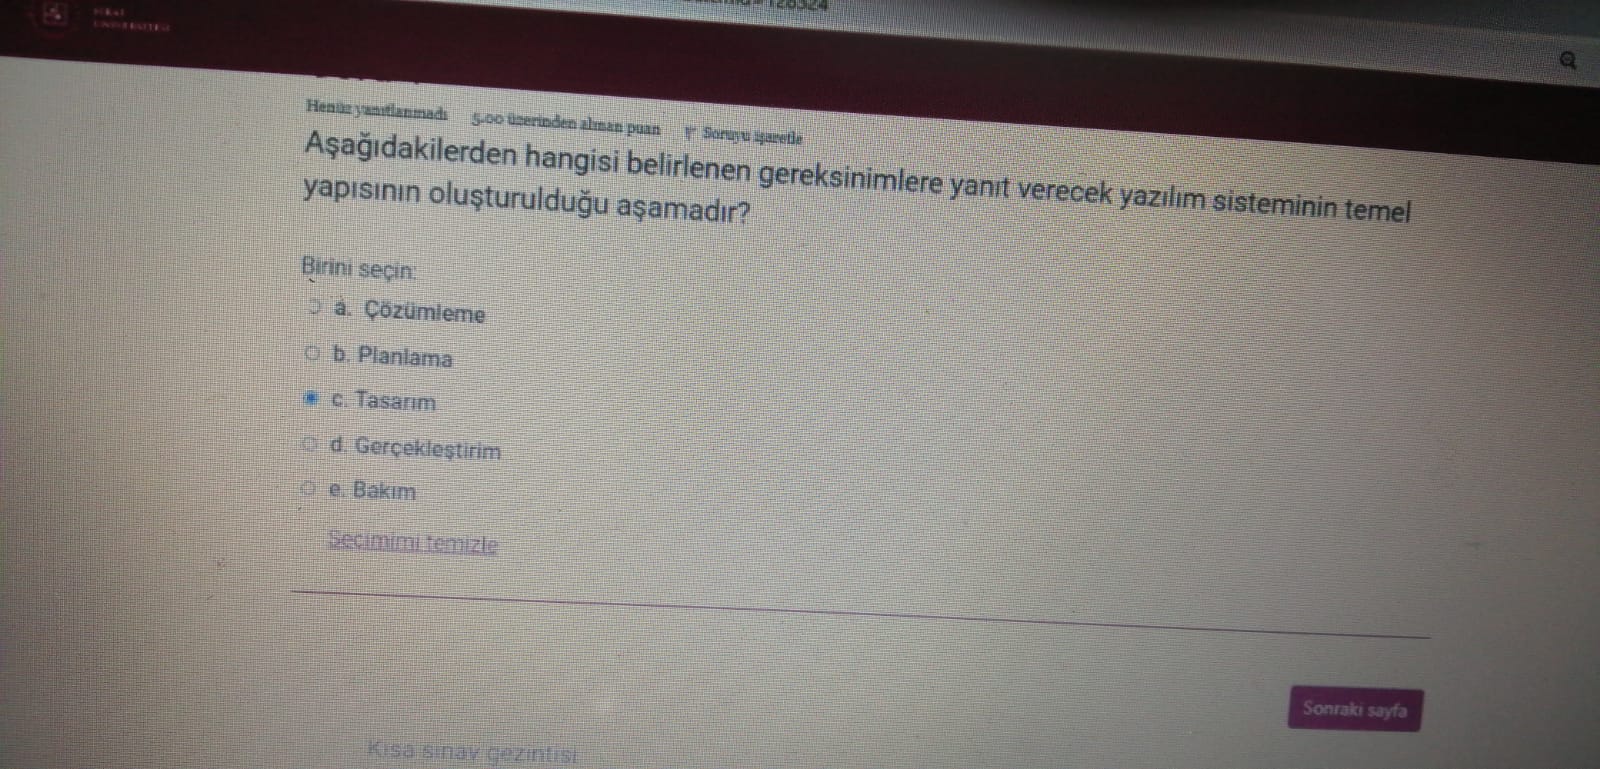 Henüz yanıtlanmadı 5,00 üzerinden alınan puan Soruyu işaretle
Aşağıdakilerden hangisi belirlenen gereksinimlere yanıt verecek yazılım sisteminin temel
yapısının oluşturulduğu aşamadır?
Birini seçin:
a. Çözümleme
b. Planlama
c. Tasarım
d. Gerçekleştirim
e. Bakım
Seçimimi temizle
Sonraki sayfa
Kısa sınav gezintisi